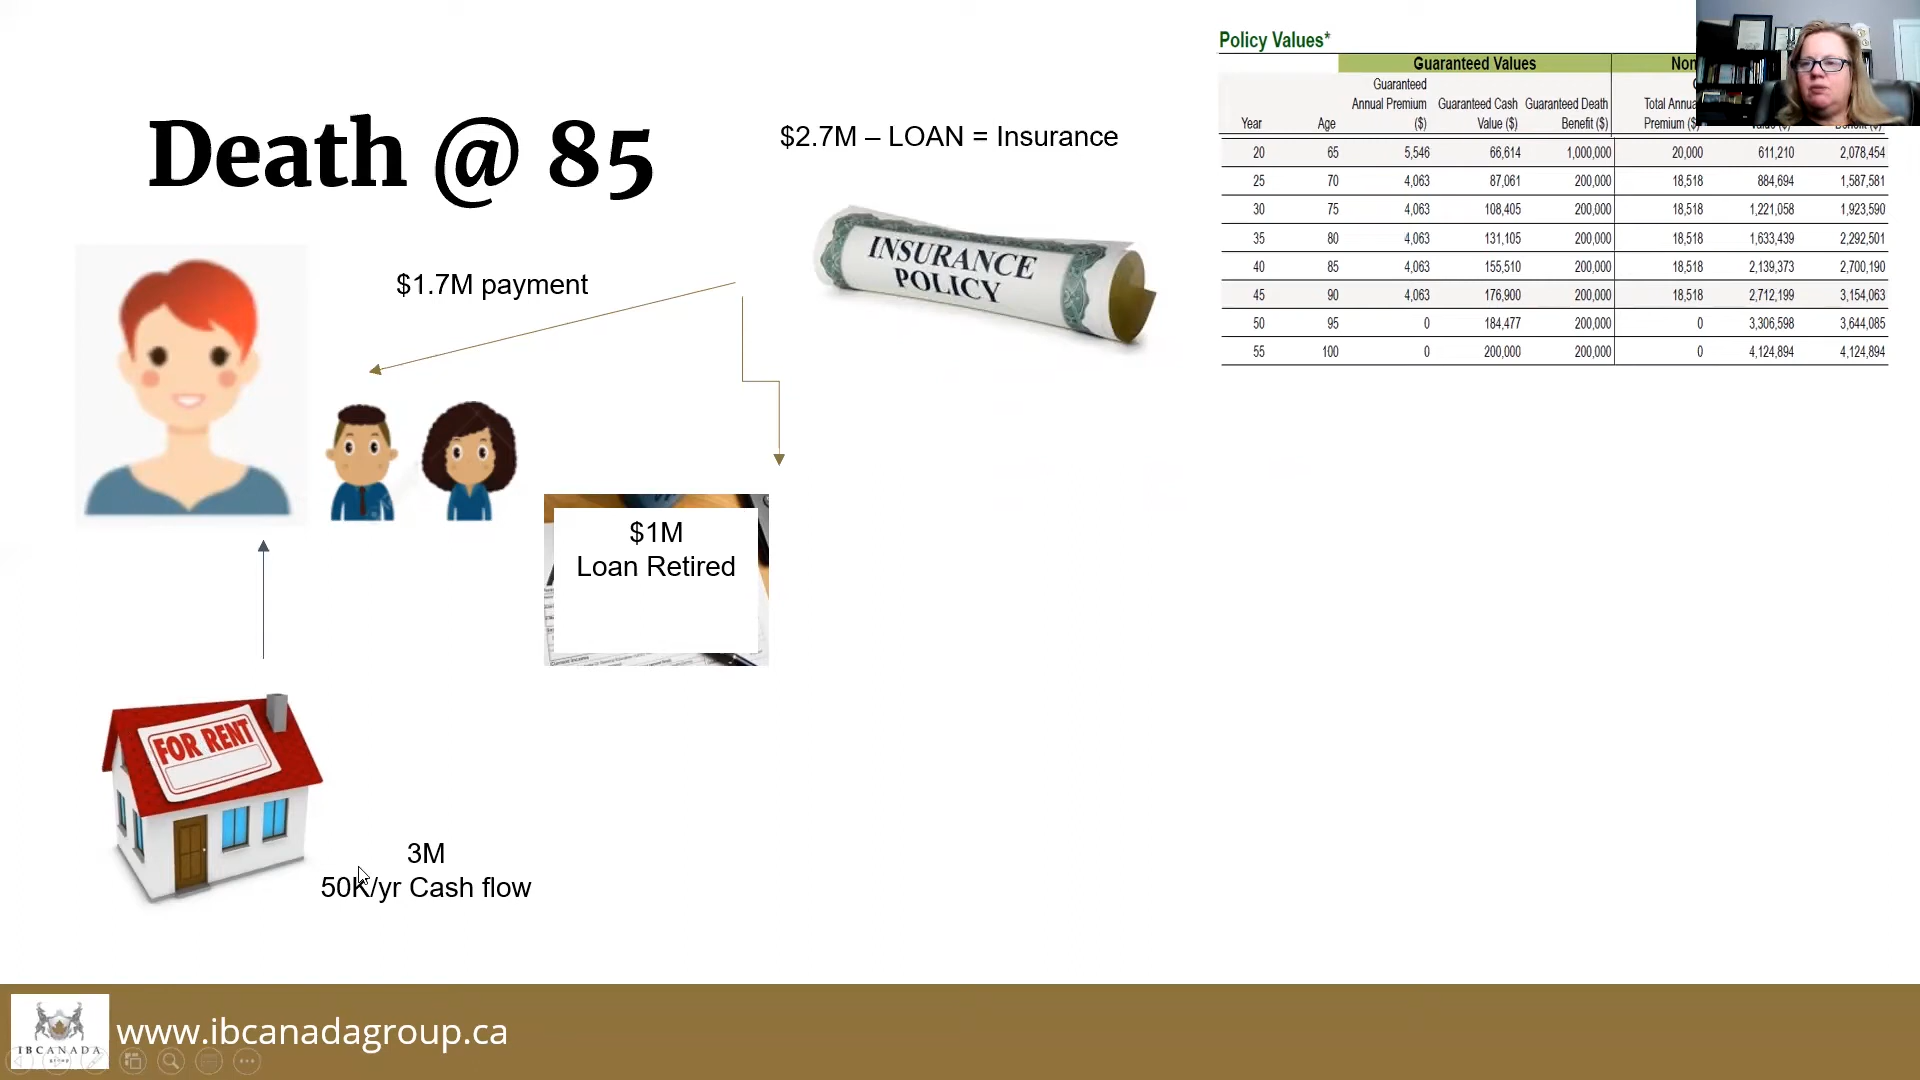 Death @ 85
$2.7M – LOAN = Insurance
$1.7M payment
INSURANCE
POLICY
$1M
Loan Retired
FOR RENT
3M
50K/yr Cash flow
Policy Values*
Guaranteed Values Non
Guaranteed
Annual Premium Guaranteed Cash Guaranteed Death Total Annua
Year Age ($) Value ($) Benefit ($) Premium ($) Value ($) Benefit ($)
20 65 5,546 66,614 1,000,000 20,000 611,210 2,078,454
25 70 4,063 87,061 200,000 18,518 884,694 1,587,581
30 75 4,063 108,405 200,000 18,518 1,221,058 1,923,590
35 80 4,063 131,105 200,000 18,518 1,633,439 2,292,501
40 85 4,063 155,510 200,000 18,518 2,139,373 2,700,190
45 90 4,063 176,900 200,000 18,518 2,712,199 3,154,063
50 95 0 184,477 200,000 0 3,306,598 3,644,085
55 100 0 200,000 200,000 0 4,124,894 4,124,894
IBCANADA
group
www.ibcanadagroup.ca